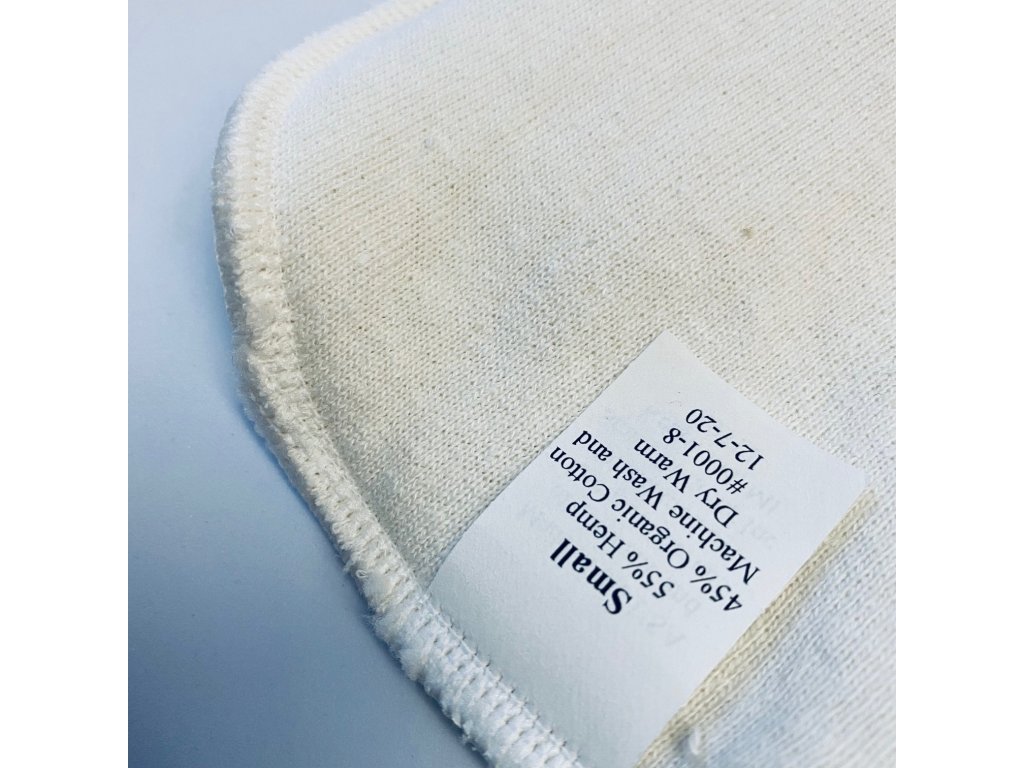 Small
55% Hemp
45% Organic Cotton
Machine Wash and
Dry Warm
#0001-8
12-7-20